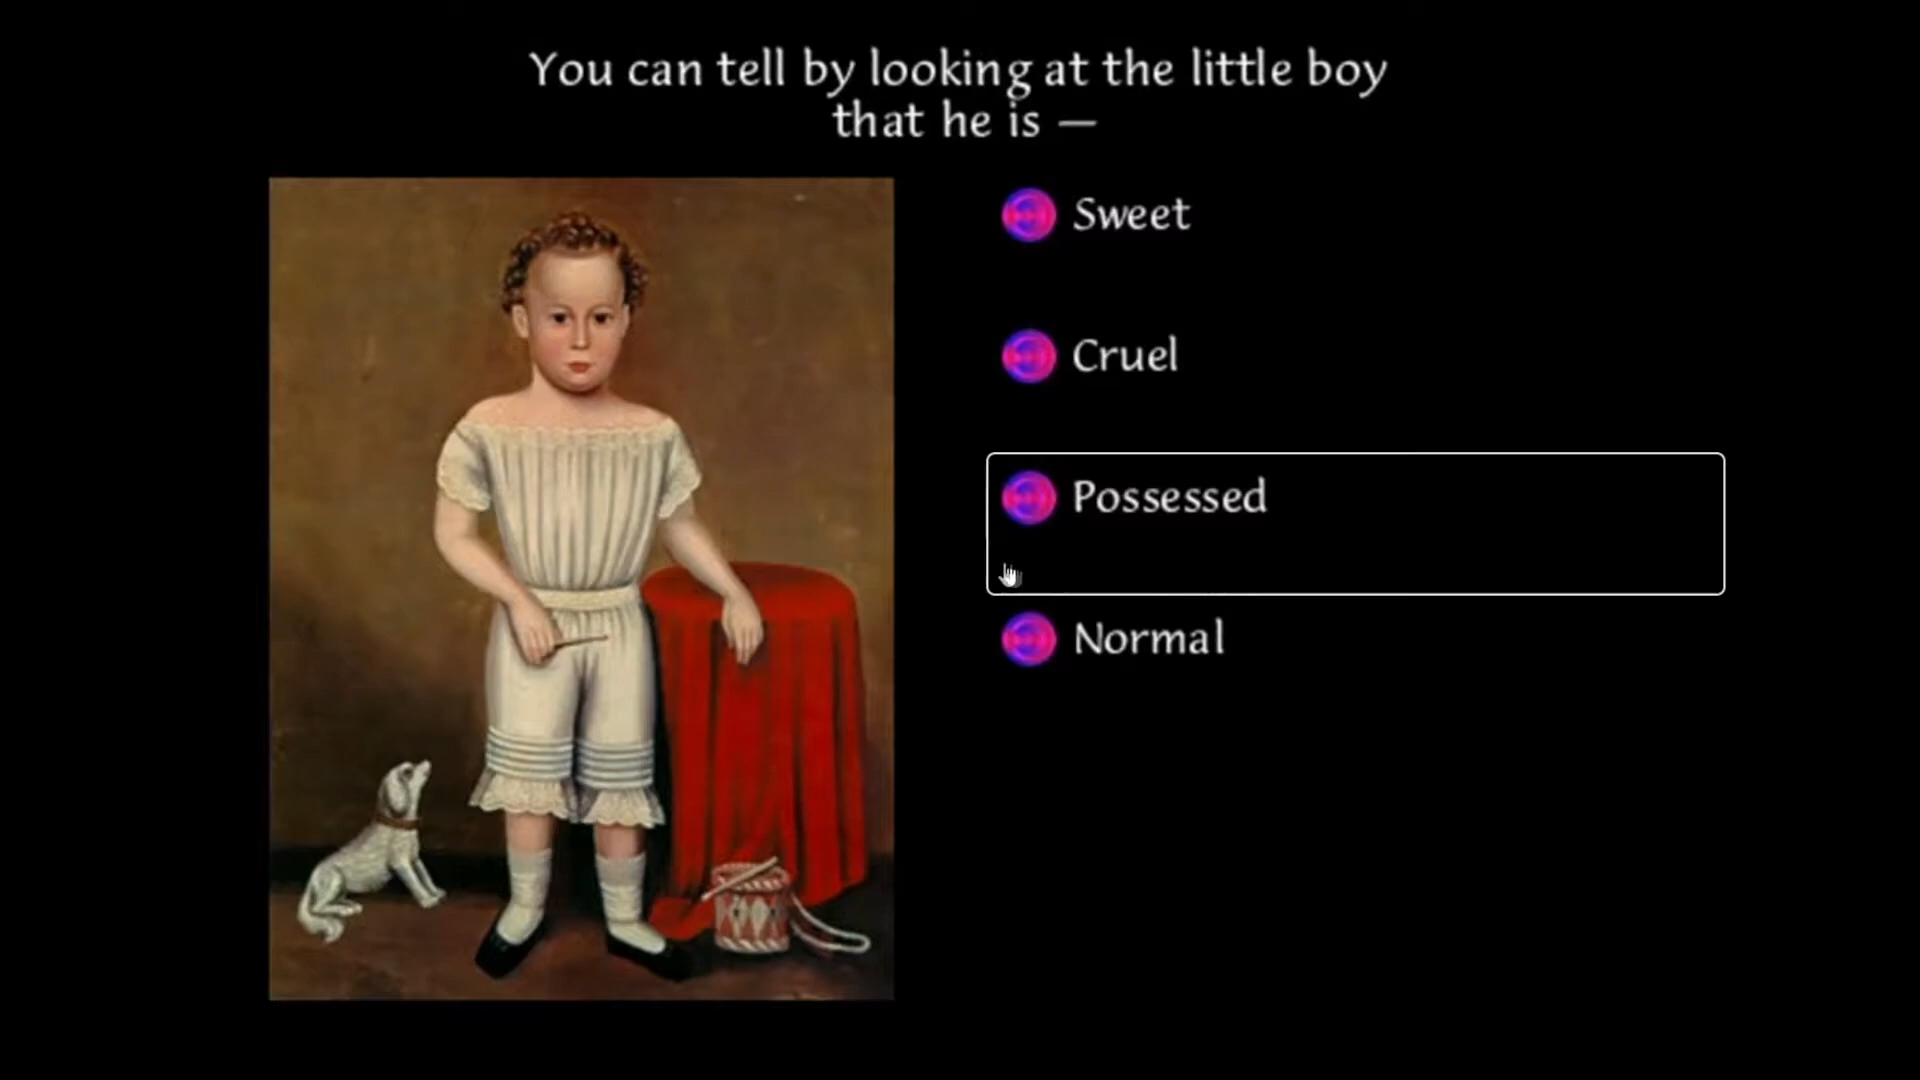 You can tell by looking at the little boy
that he is —
Sweet
Cruel
Possessed
Normal